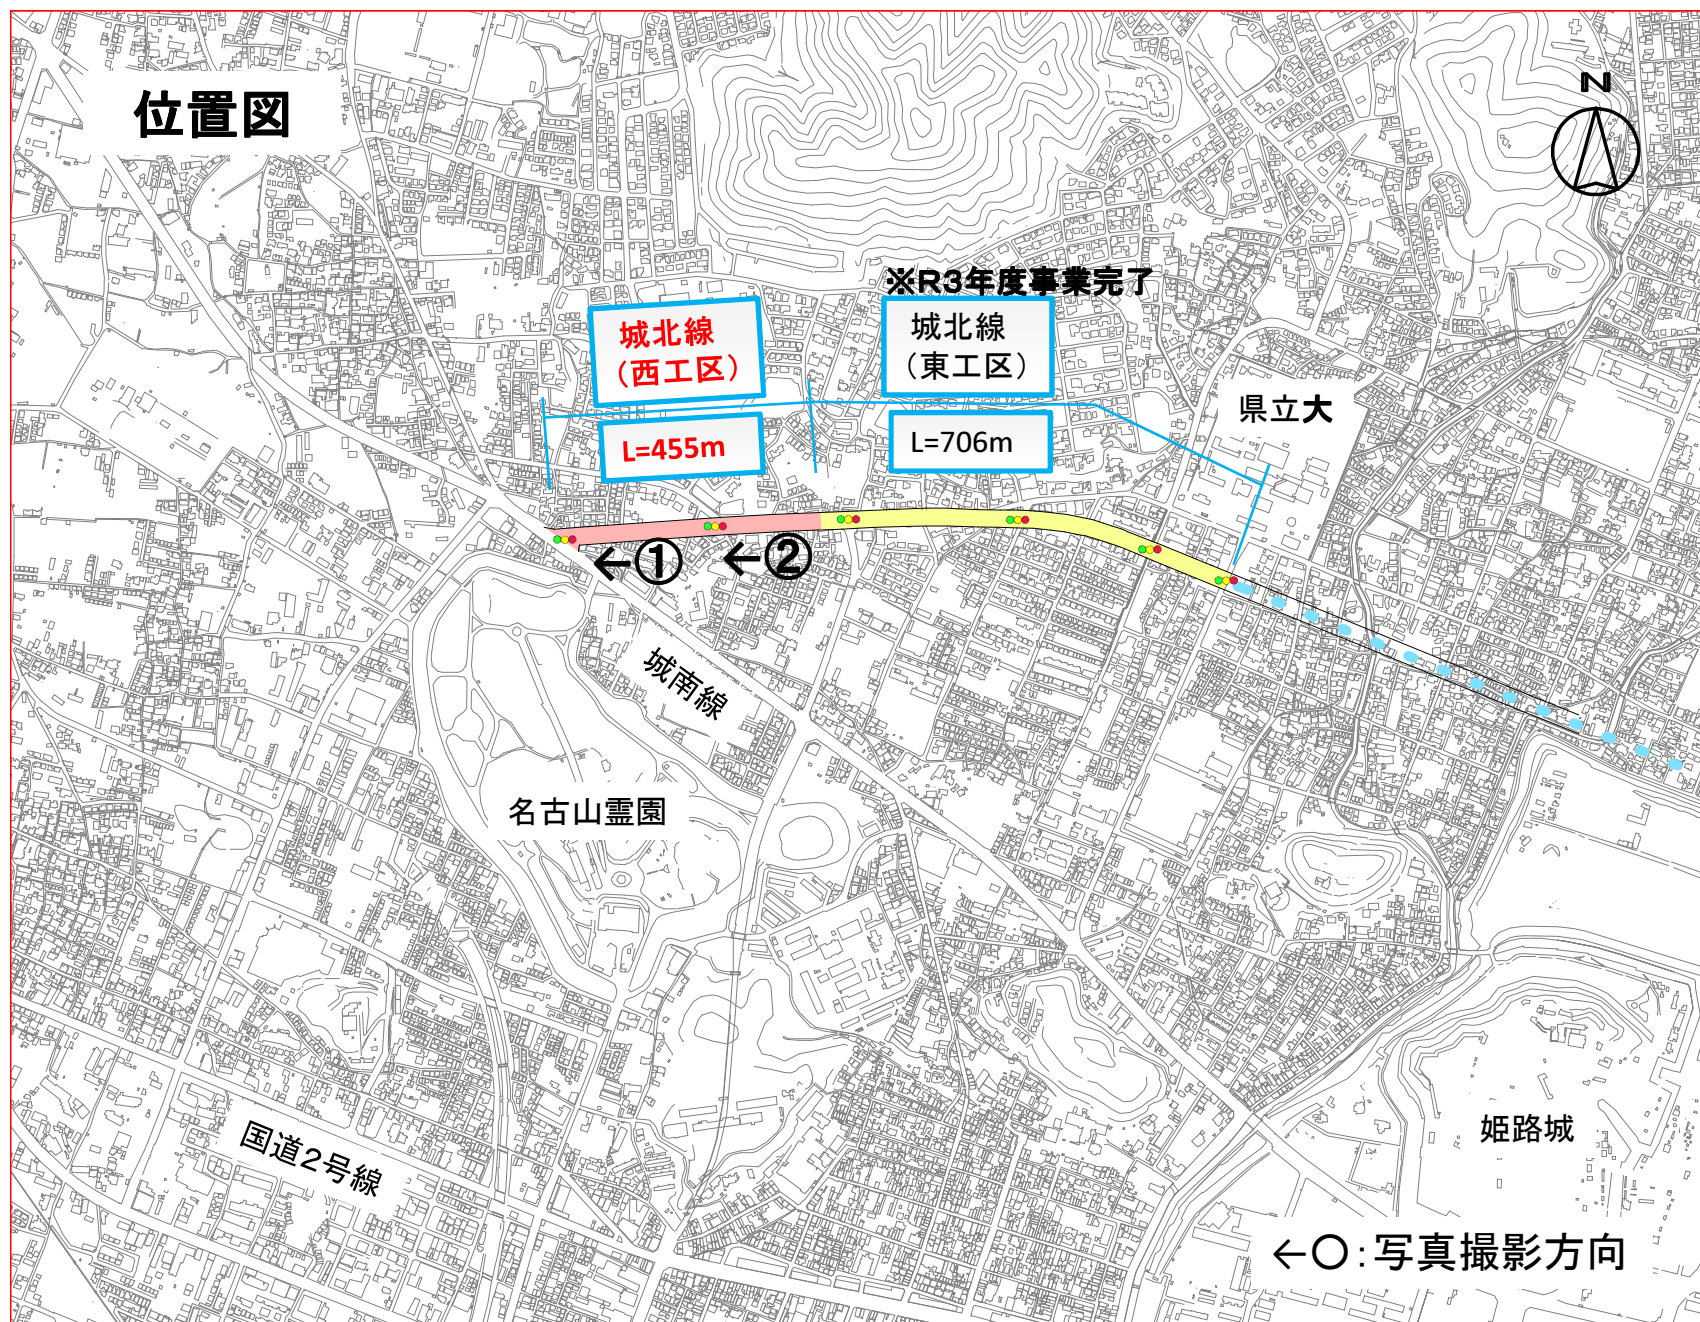 位置図
N
※R3年度事業完了
城北線
（西工区）
城北線
（東工区）
L=455m
L=706m
県立大
←①
←②
城南線
名古山霊園
国道2号線
姫路城
←○：写真撮影方向